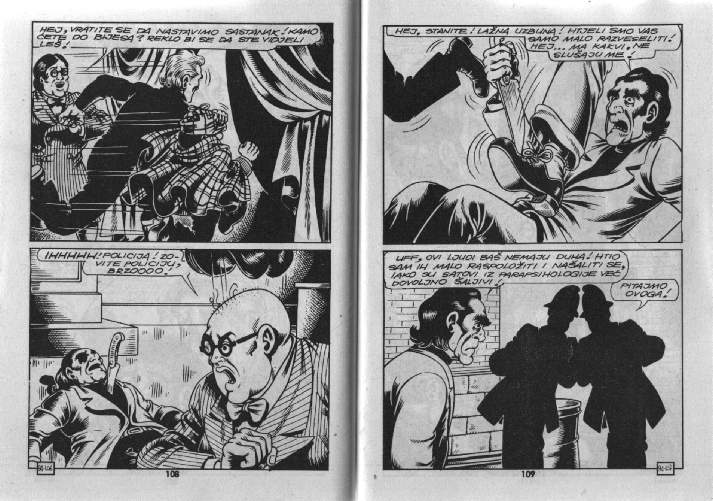 HEJ, VRATITE SE DA NASTAVIMO SASTANAK! KAMO
ĆETE DO BIJESA? REKLO BI SE DA STE VIDJELI
LEŠ!
IHHHHH! POLICIJA! ZO-
VITE POLICIJU,
BRZOOOO!
108
HEJ, STANITE! LAŽNA UZBUNA! HTJELI SMO VAS
SAMO MALO RAZVESELITI!
HEJ... MA KAKVI, NE
SLUŠAJU ME!
UFF, OVI LJUDI BAŠ NEMAJU DUHA! HTIO
SAM IH MALO RASPOLOŽITI I NAŠALITI SE,
IAKO SU SATOVI IZ PARAPSIHOLOGIJE VEĆ
DOVOLJNO ŠALJIVI!
PITAJMO
OVOGA!
109